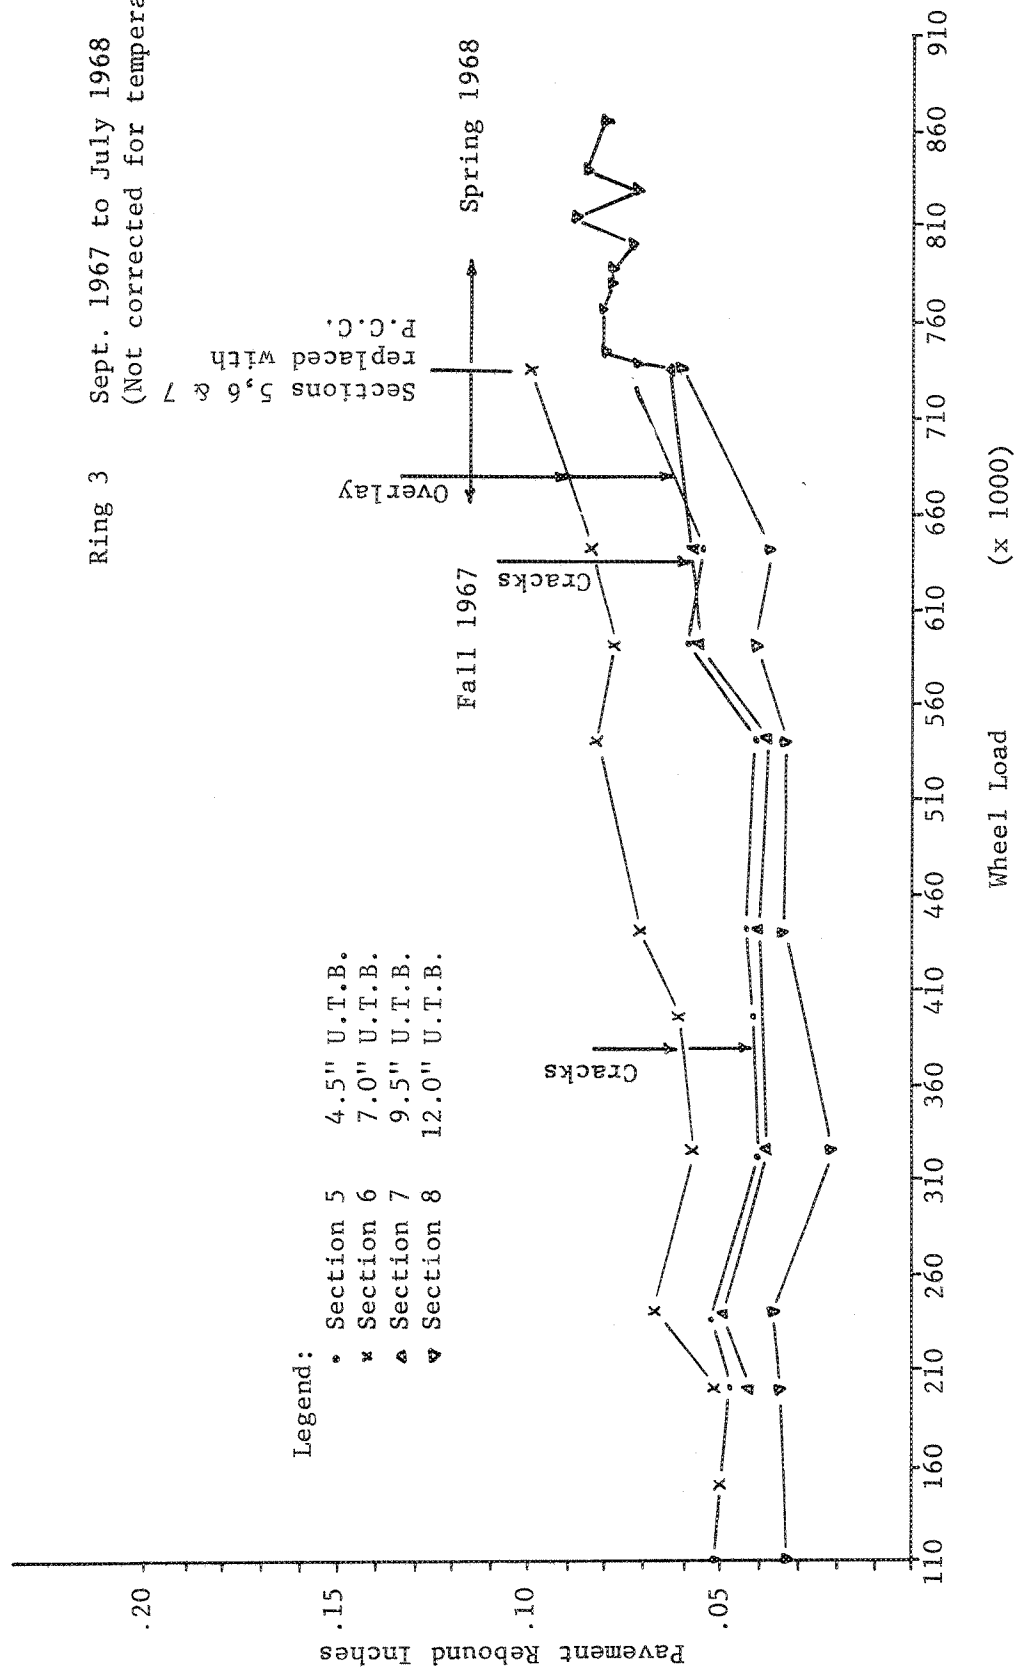 Ring 3 Sept. 1967 to July 1968
(Not corrected for
Legend:
Section 5 4.5" U.T.B.
Section 6 7.0" U.T.B.
Section 7 9.5" U.T.B.
Section 8 12.0" U.T.B.
Sections 5,6 & 7
replaced with
P.C.C.
Overlay
Fall 1967
Spring 1968
Cracks
Cracks
Pavement Rebound Inches
.20
.15
.10
.05
110 160 210 260 310 360 410 460 510 560 610 660 710 760 810 860 910
Wheel Load (x 1000)